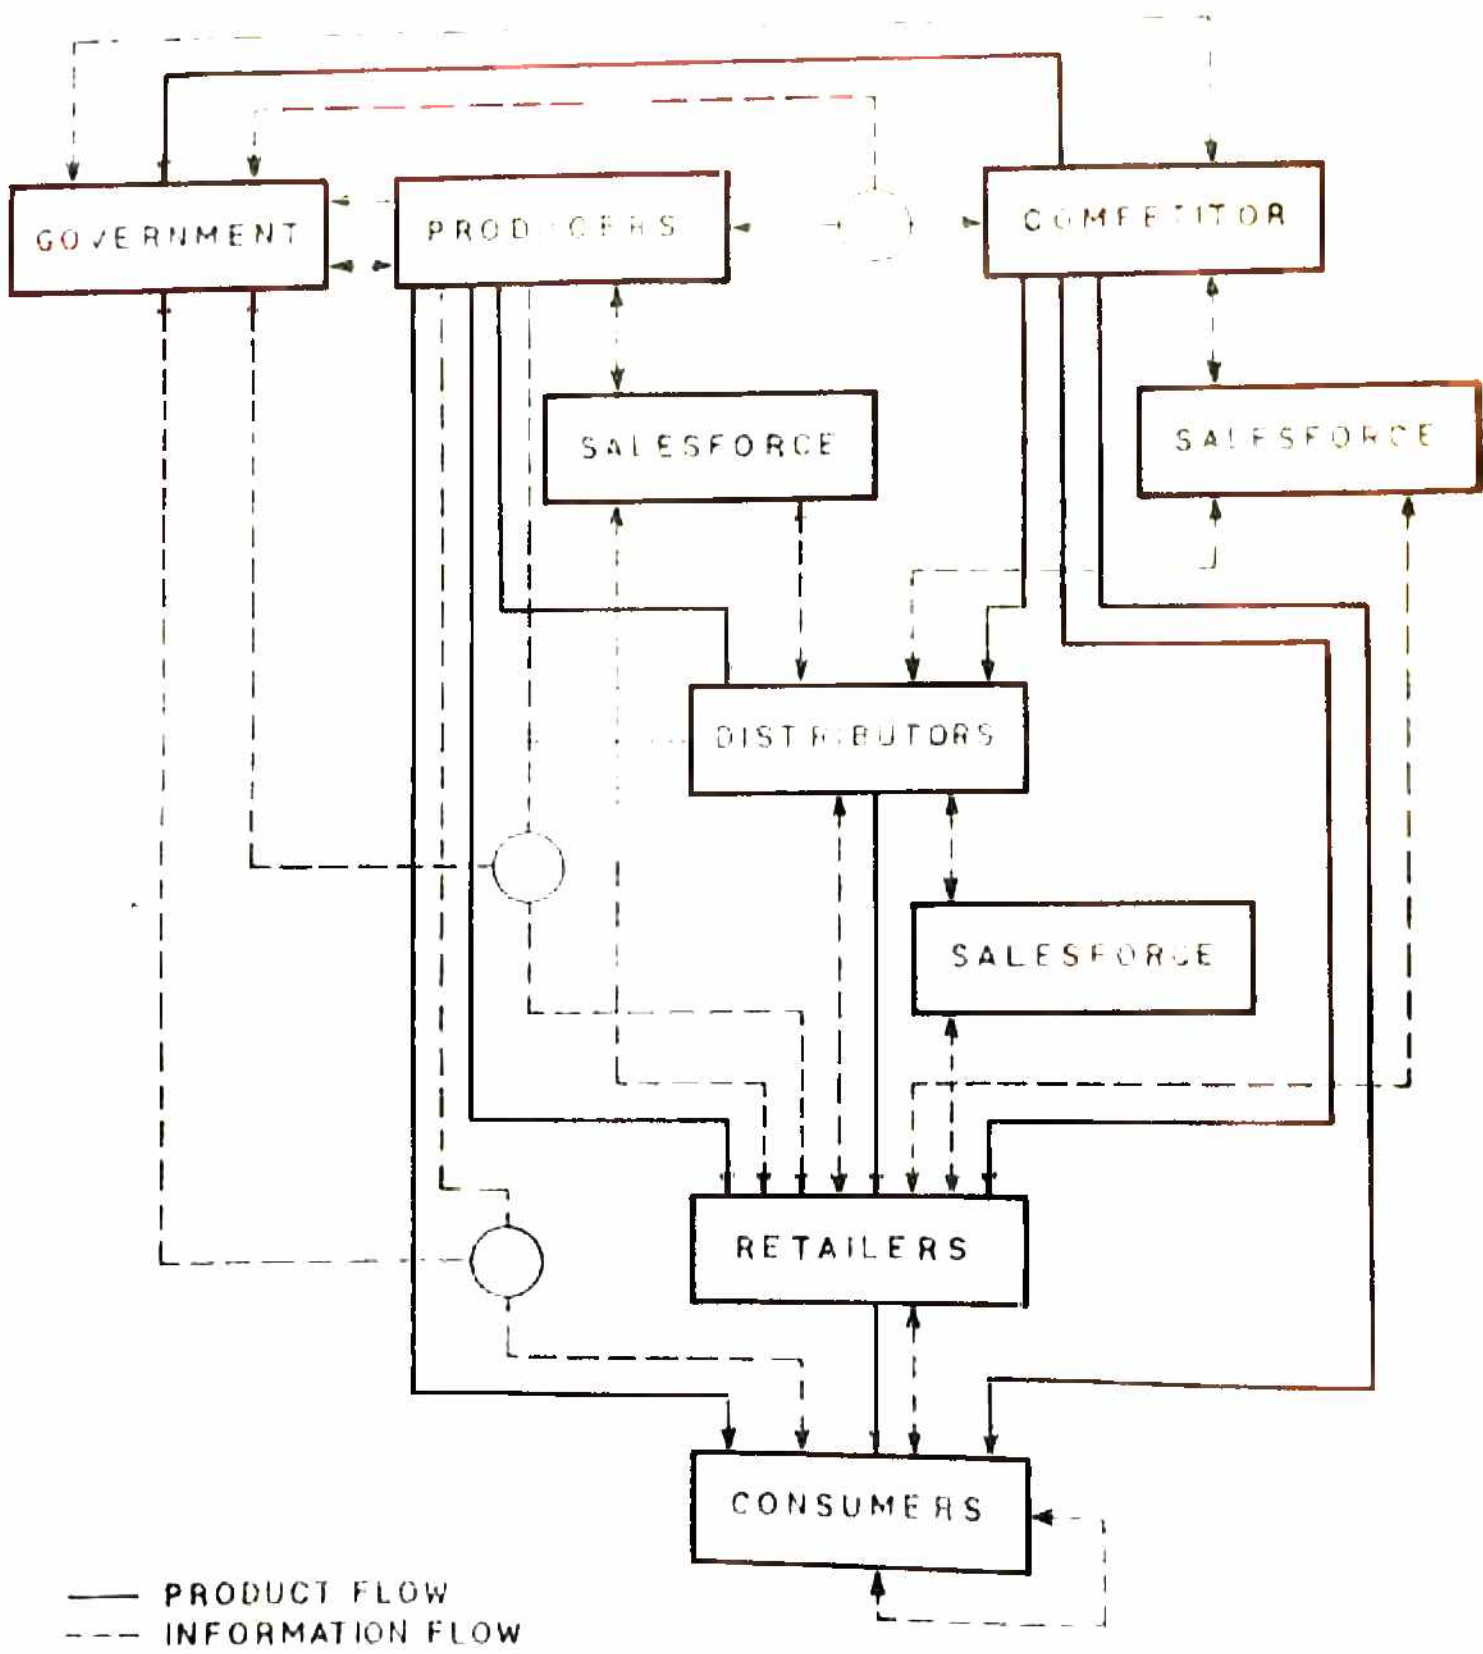 GOVERNMENT
PRODUCERS
COMPETITOR
SALESFORCE
SALESFORCE
DISTRIBUTORS
SALESFORCE
RETAILERS
CONSUMERS
PRODUCT FLOW
INFORMATION FLOW